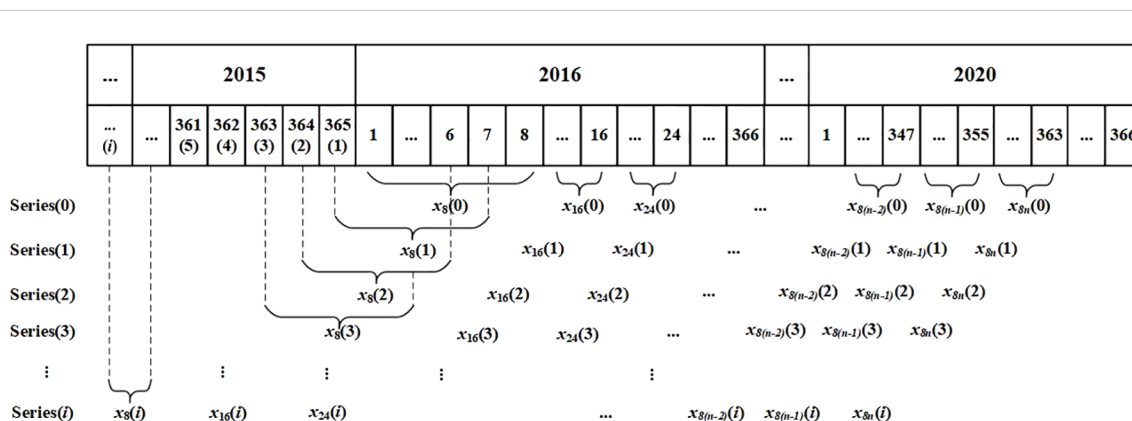 ... 2015 2016 ... 2020
... (i) ... 361 (5) 362 (4) 363 (3) 364 (2) 365 (1) 1 ... 6 7 8 ... 16 ... 24 ... 366 ... 1 ... 347 ... 355 ... 363 ... 366
Series(0) x8(0) x16(0) x24(0) ... x8(n-2)(0) x8(n-1)(0) x8n(0)
Series(1) x8(1) x16(1) x24(1) ... x8(n-2)(1) x8(n-1)(1) x8n(1)
Series(2) x8(2) x16(2) x24(2) ... x8(n-2)(2) x8(n-1)(2) x8n(2)
Series(3) x8(3) x16(3) x24(3) ... x8(n-2)(3) x8(n-1)(3) x8n(3)
⋮ ⋮ ⋮ ⋮ ⋮
Series(i) x8(i) x16(i) x24(i) ... x8(n-2)(i) x8(n-1)(i) x8n(i)